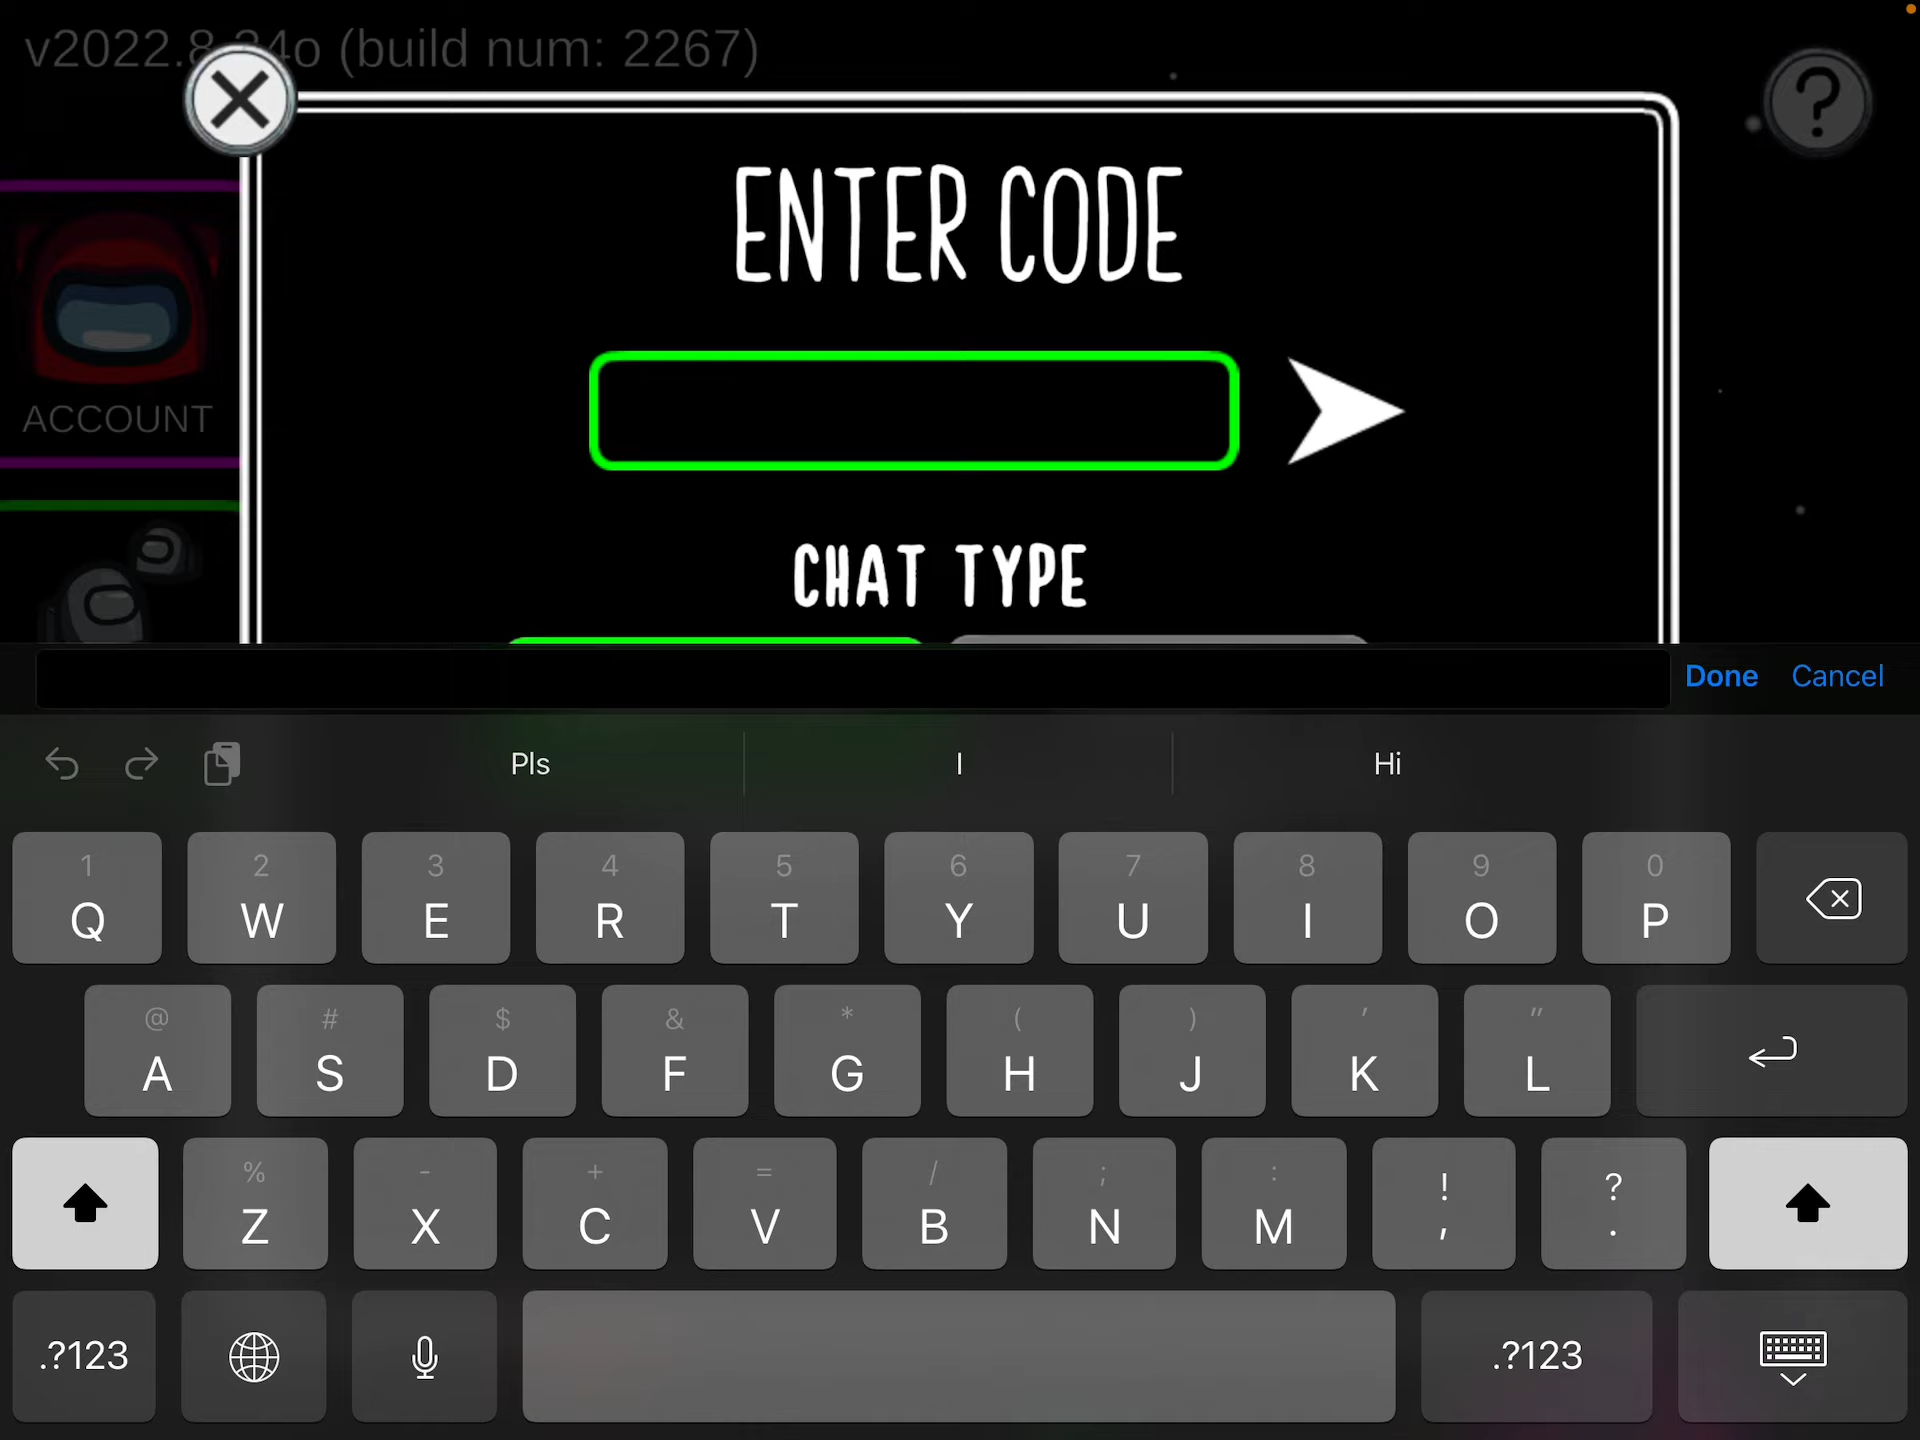 v2022.8.24o (build num: 2267)
ENTER CODE
ACCOUNT
CHAT TYPE
Done Cancel
Pls I Hi
1 2 3 4 5 6 7 8 9 0
Q W E R T Y U I O P
@ # $ & * ( ) ' "
A S D F G H J K L
% - + = / ; : ! ?
Z X C V B N M , .
.?123 .?123